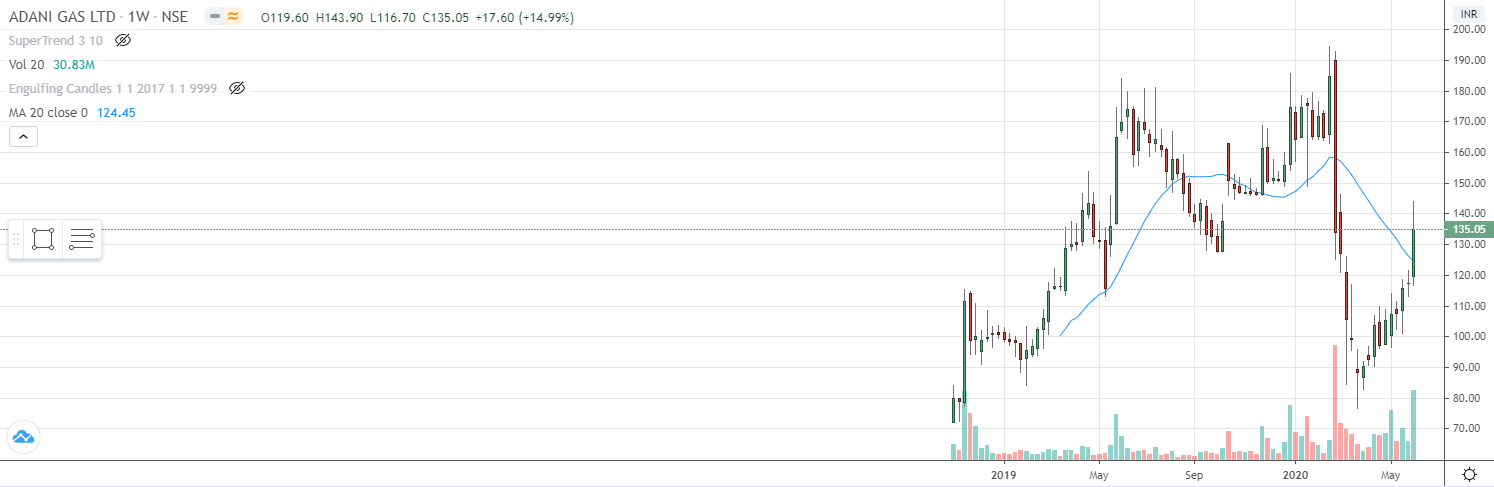 ADANI GAS LTD · 1W · NSE O119.60 H143.90 L116.70 C135.05 +17.60 (+14.99%)
SuperTrend 3 10
Vol 20 30.83M
Engulfing Candles 1 1 2017 1 1 9999
MA 20 close 0 124.45
INR
200.00
190.00
180.00
170.00
160.00
150.00
140.00
135.05
130.00
120.00
110.00
100.00
90.00
80.00
70.00
2019 May Sep 2020 May